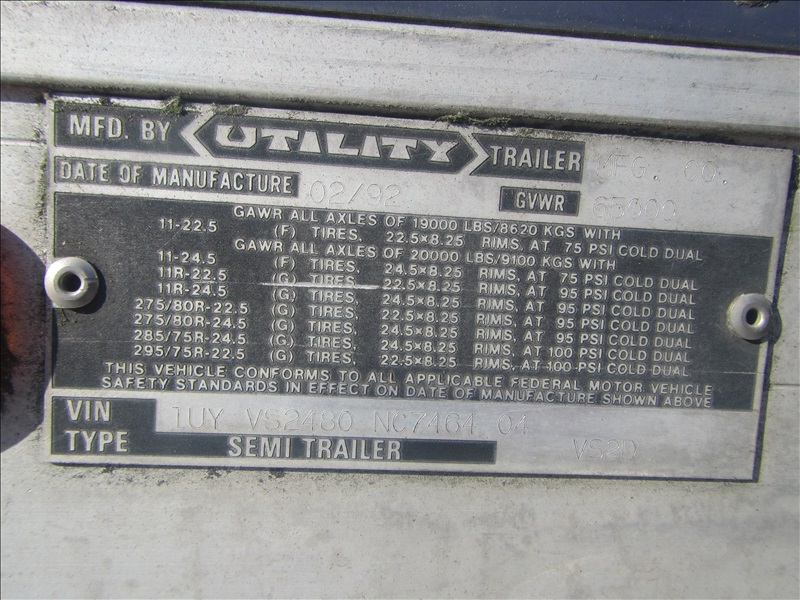 MFD. BY UTILITY TRAILER MFG. CO.
DATE OF MANUFACTURE 02/92 GVWR 65000
GAWR ALL AXLES OF 19000 LBS/8620 KGS WITH
11-22.5 (F) TIRES, 22.5×8.25 RIMS, AT 75 PSI COLD DUAL
GAWR ALL AXLES OF 20000 LBS/9100 KGS WITH
11-24.5 (F) TIRES, 24.5×8.25 RIMS, AT 75 PSI COLD DUAL
11R-22.5 (G) TIRES, 22.5×8.25 RIMS, AT 95 PSI COLD DUAL
11R-24.5 (G) TIRES, 24.5×8.25 RIMS, AT 95 PSI COLD DUAL
275/80R-22.5 (G) TIRES, 22.5×8.25 RIMS, AT 95 PSI COLD DUAL
275/80R-24.5 (G) TIRES, 24.5×8.25 RIMS, AT 95 PSI COLD DUAL
285/75R-24.5 (G) TIRES, 24.5×8.25 RIMS, AT 100 PSI COLD DUAL
295/75R-22.5 (G) TIRES, 22.5×8.25 RIMS, AT 100 PSI COLD DUAL
THIS VEHICLE CONFORMS TO ALL APPLICABLE FEDERAL MOTOR VEHICLE
SAFETY STANDARDS IN EFFECT ON DATE OF MANUFACTURE SHOWN ABOVE
VIN 1UY VS2480 NC7464 04
TYPE SEMI TRAILER VS2D